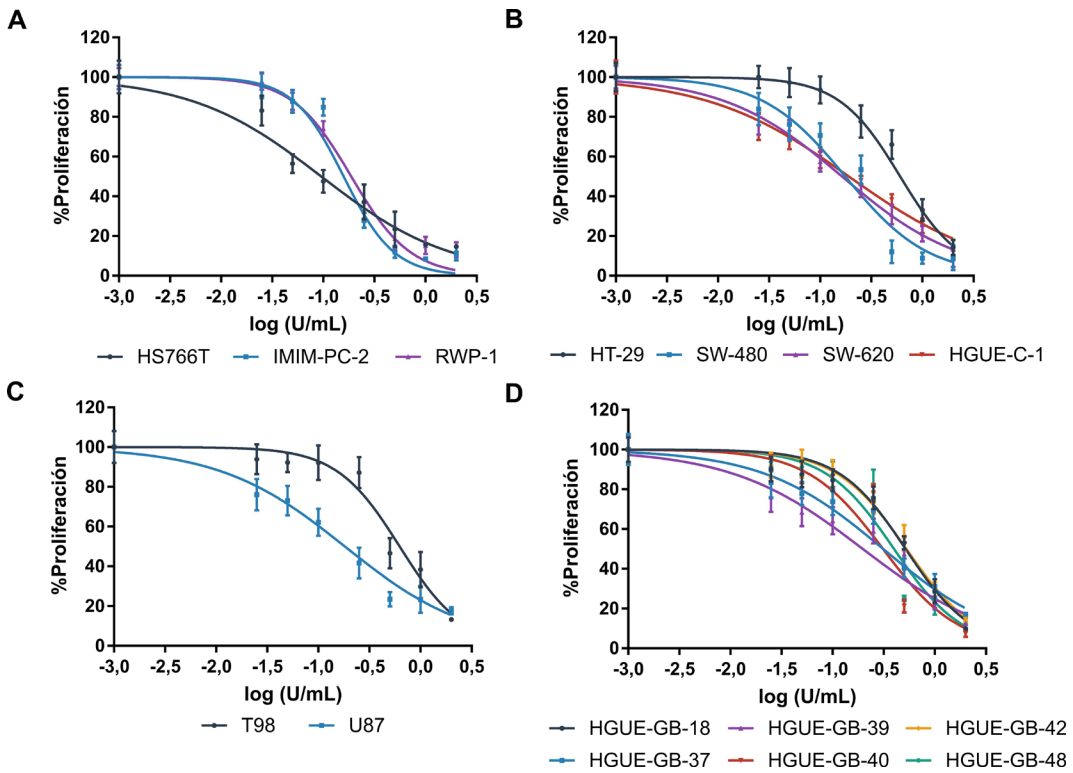 A
120
100
80
60
40
20
0
%Proliferación
-3,0 -2,5 -2,0 -1,5 -1,0 -0,5 0,0 0,5
log (U/mL)
HS766T IMIM-PC-2 RWP-1
B
120
100
80
60
40
20
0
%Proliferación
-3,0 -2,5 -2,0 -1,5 -1,0 -0,5 0,0 0,5
log (U/mL)
HT-29 SW-480 SW-620 HGUE-C-1
C
120
100
80
60
40
20
0
%Proliferación
-3,0 -2,5 -2,0 -1,5 -1,0 -0,5 0,0 0,5
log (U/mL)
T98 U87
D
120
100
80
60
40
20
0
%Proliferación
-3,0 -2,5 -2,0 -1,5 -1,0 -0,5 0,0 0,5
log (U/mL)
HGUE-GB-18 HGUE-GB-39 HGUE-GB-42
HGUE-GB-37 HGUE-GB-40 HGUE-GB-48